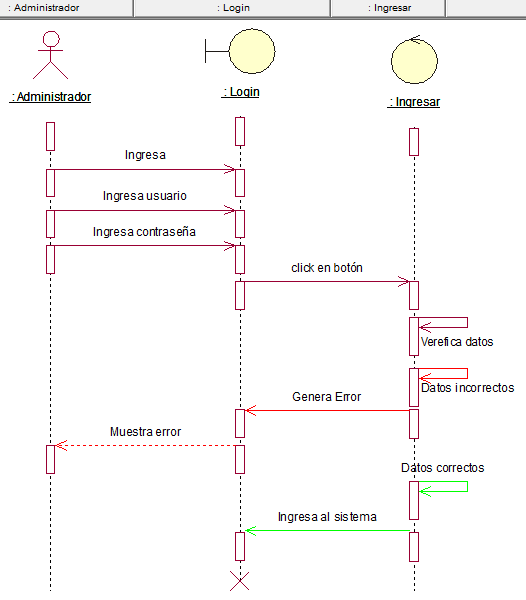 : Administrador
: Login
: Ingresar
: Administrador
: Login
: Ingresar
Ingresa
Ingresa usuario
Ingresa contraseña
click en botón
Verefica datos
Datos incorrectos
Genera Error
Muestra error
Datos correctos
Ingresa al sistema